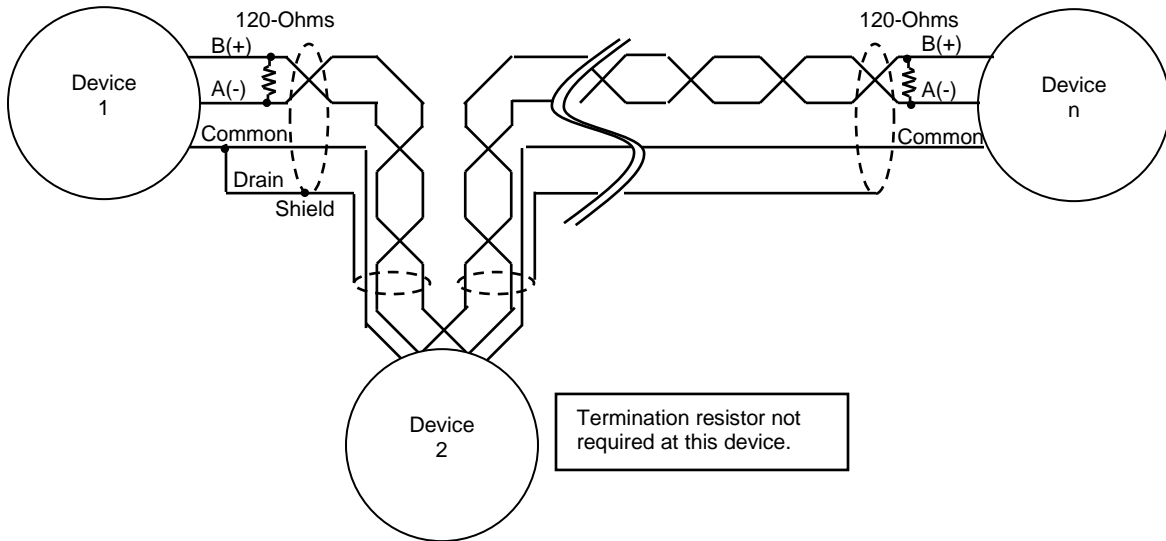 120-Ohms
120-Ohms
B(+)
B(+)
Device
1
A(-)
A(-)
Device
n
Common
Common
Drain
Shield
Device
2
Termination resistor not
required at this device.